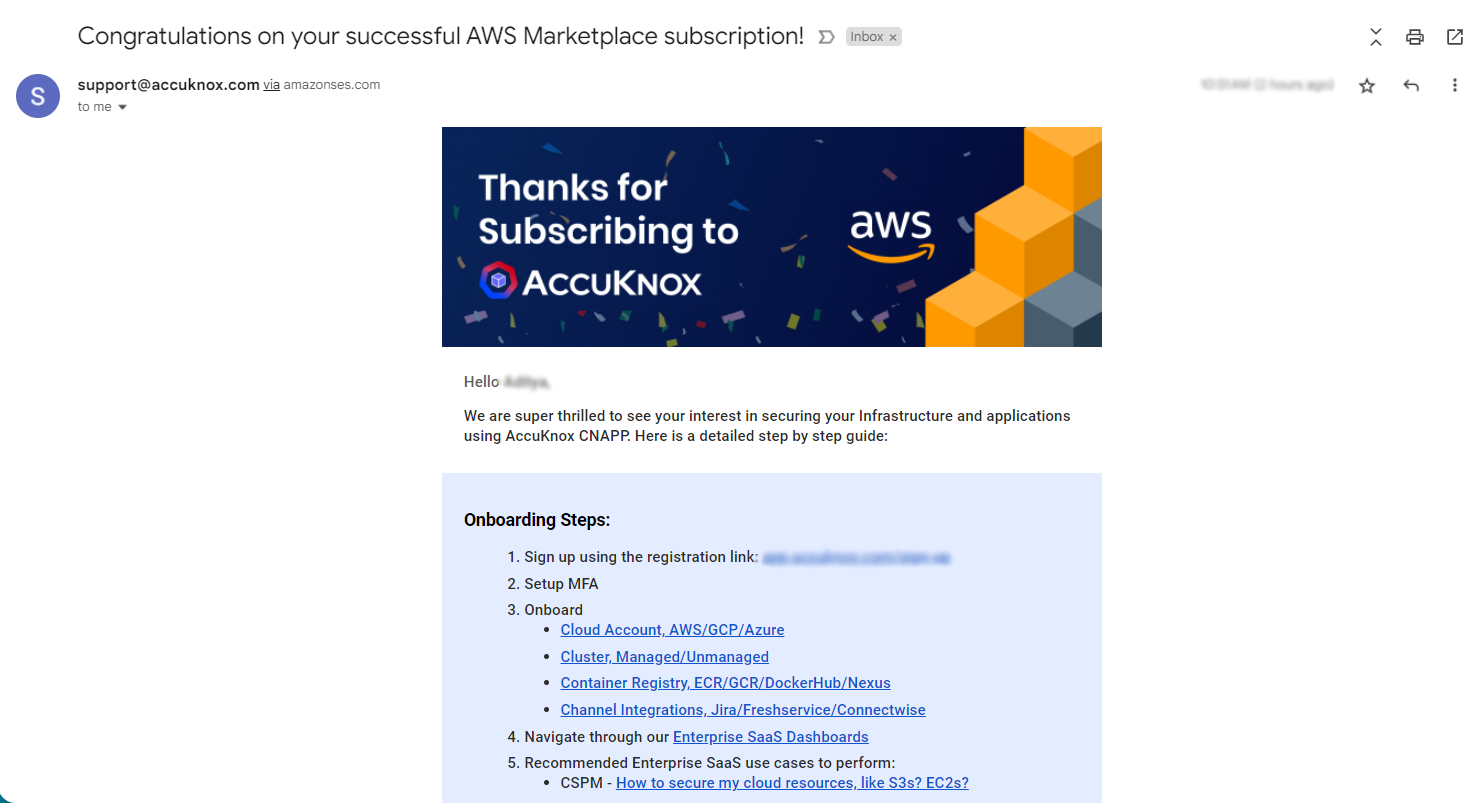 Congratulations on your successful AWS Marketplace subscription! Inbox ×
S
support@accuknox.com via amazonses.com
to me
Thanks for
Subscribing to
ACCUKNOX
aws
Hello
We are super thrilled to see your interest in securing your Infrastructure and applications
using AccuKnox CNAPP. Here is a detailed step by step guide:
Onboarding Steps:
1. Sign up using the registration link:
2. Setup MFA
3. Onboard
• Cloud Account, AWS/GCP/Azure
• Cluster, Managed/Unmanaged
• Container Registry, ECR/GCR/DockerHub/Nexus
• Channel Integrations, Jira/Freshservice/Connectwise
4. Navigate through our Enterprise SaaS Dashboards
5. Recommended Enterprise SaaS use cases to perform:
• CSPM - How to secure my cloud resources, like S3s? EC2s?